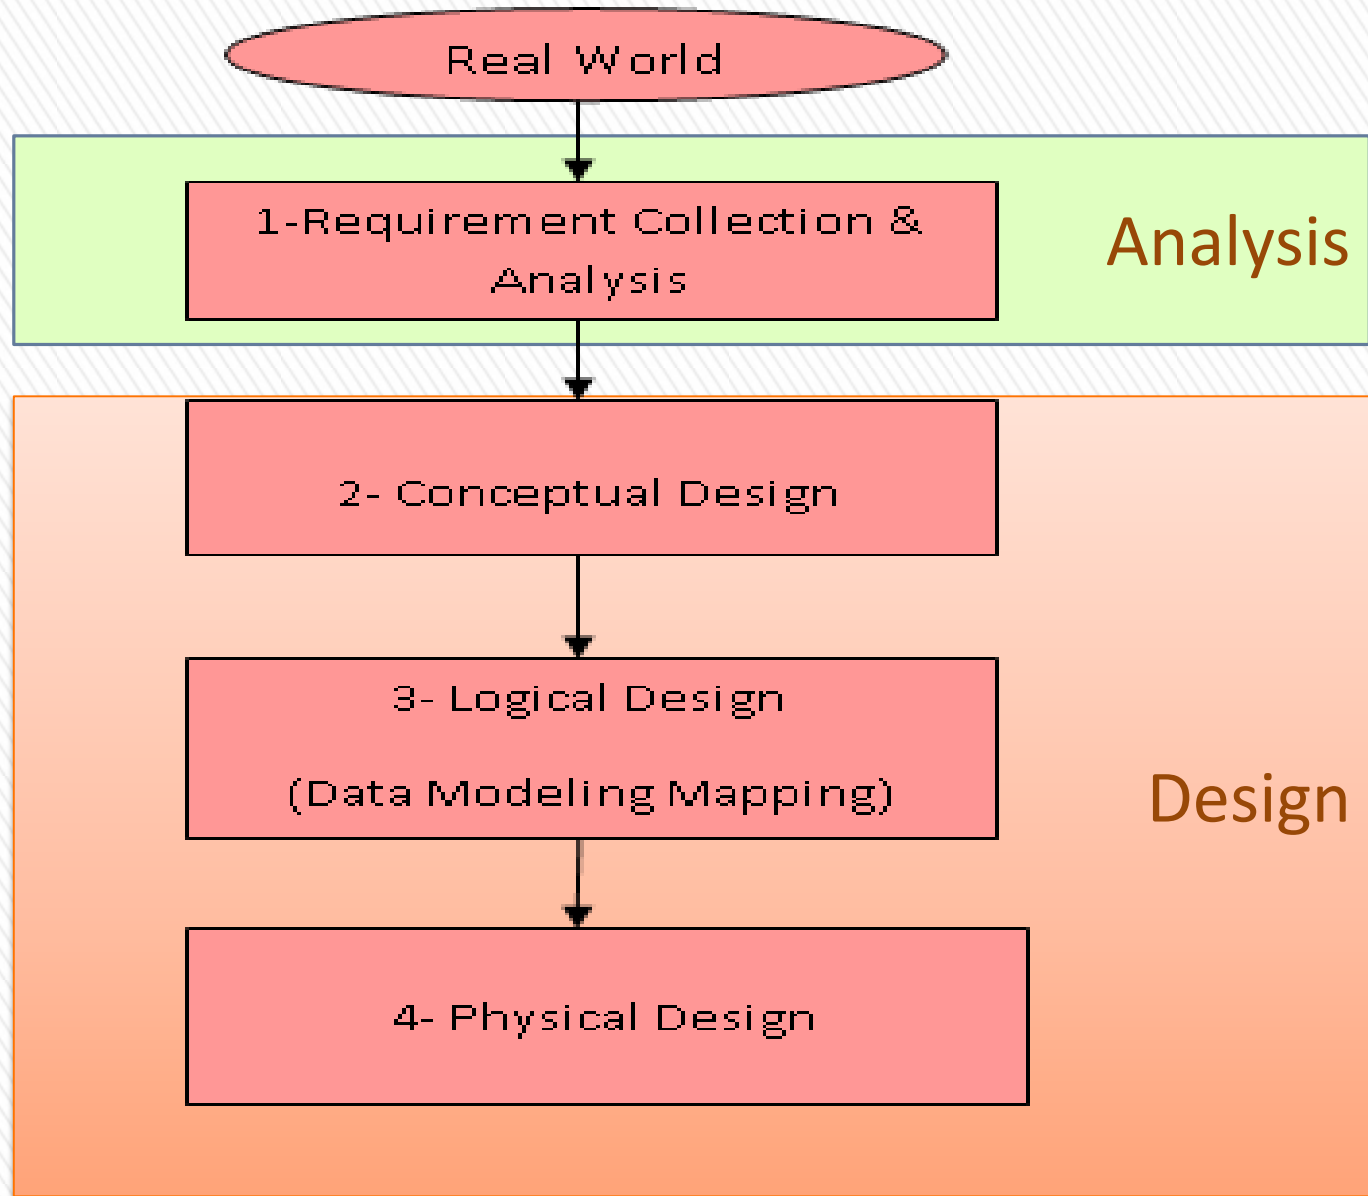 Real World
1-Requirement Collection &
Analysis
Analysis
2- Conceptual Design
3- Logical Design
(Data Modeling Mapping)
Design
4- Physical Design